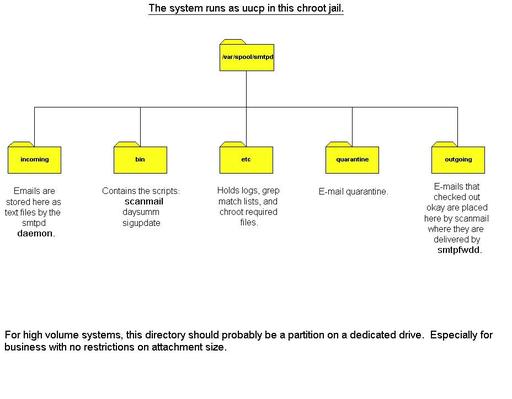 The system runs as uucp in this chroot jail.
/var/spool/smtpd
incoming
bin
etc
quarantine
outgoing
Emails are
stored here as
text files by the
smtpd
daemon.
Contains the scripts:
scanmail
daysumm
sigupdate
Holds logs, grep
match lists, and
chroot required
files.
E-mail quarantine.
E-mails that
checked out
okay are placed
here by scanmail
where they are
delivered by
smtpfwdd.
For high volume systems, this directory should probably be a partition on a dedicated drive.  Especially for
business with no restrictions on attachment size.